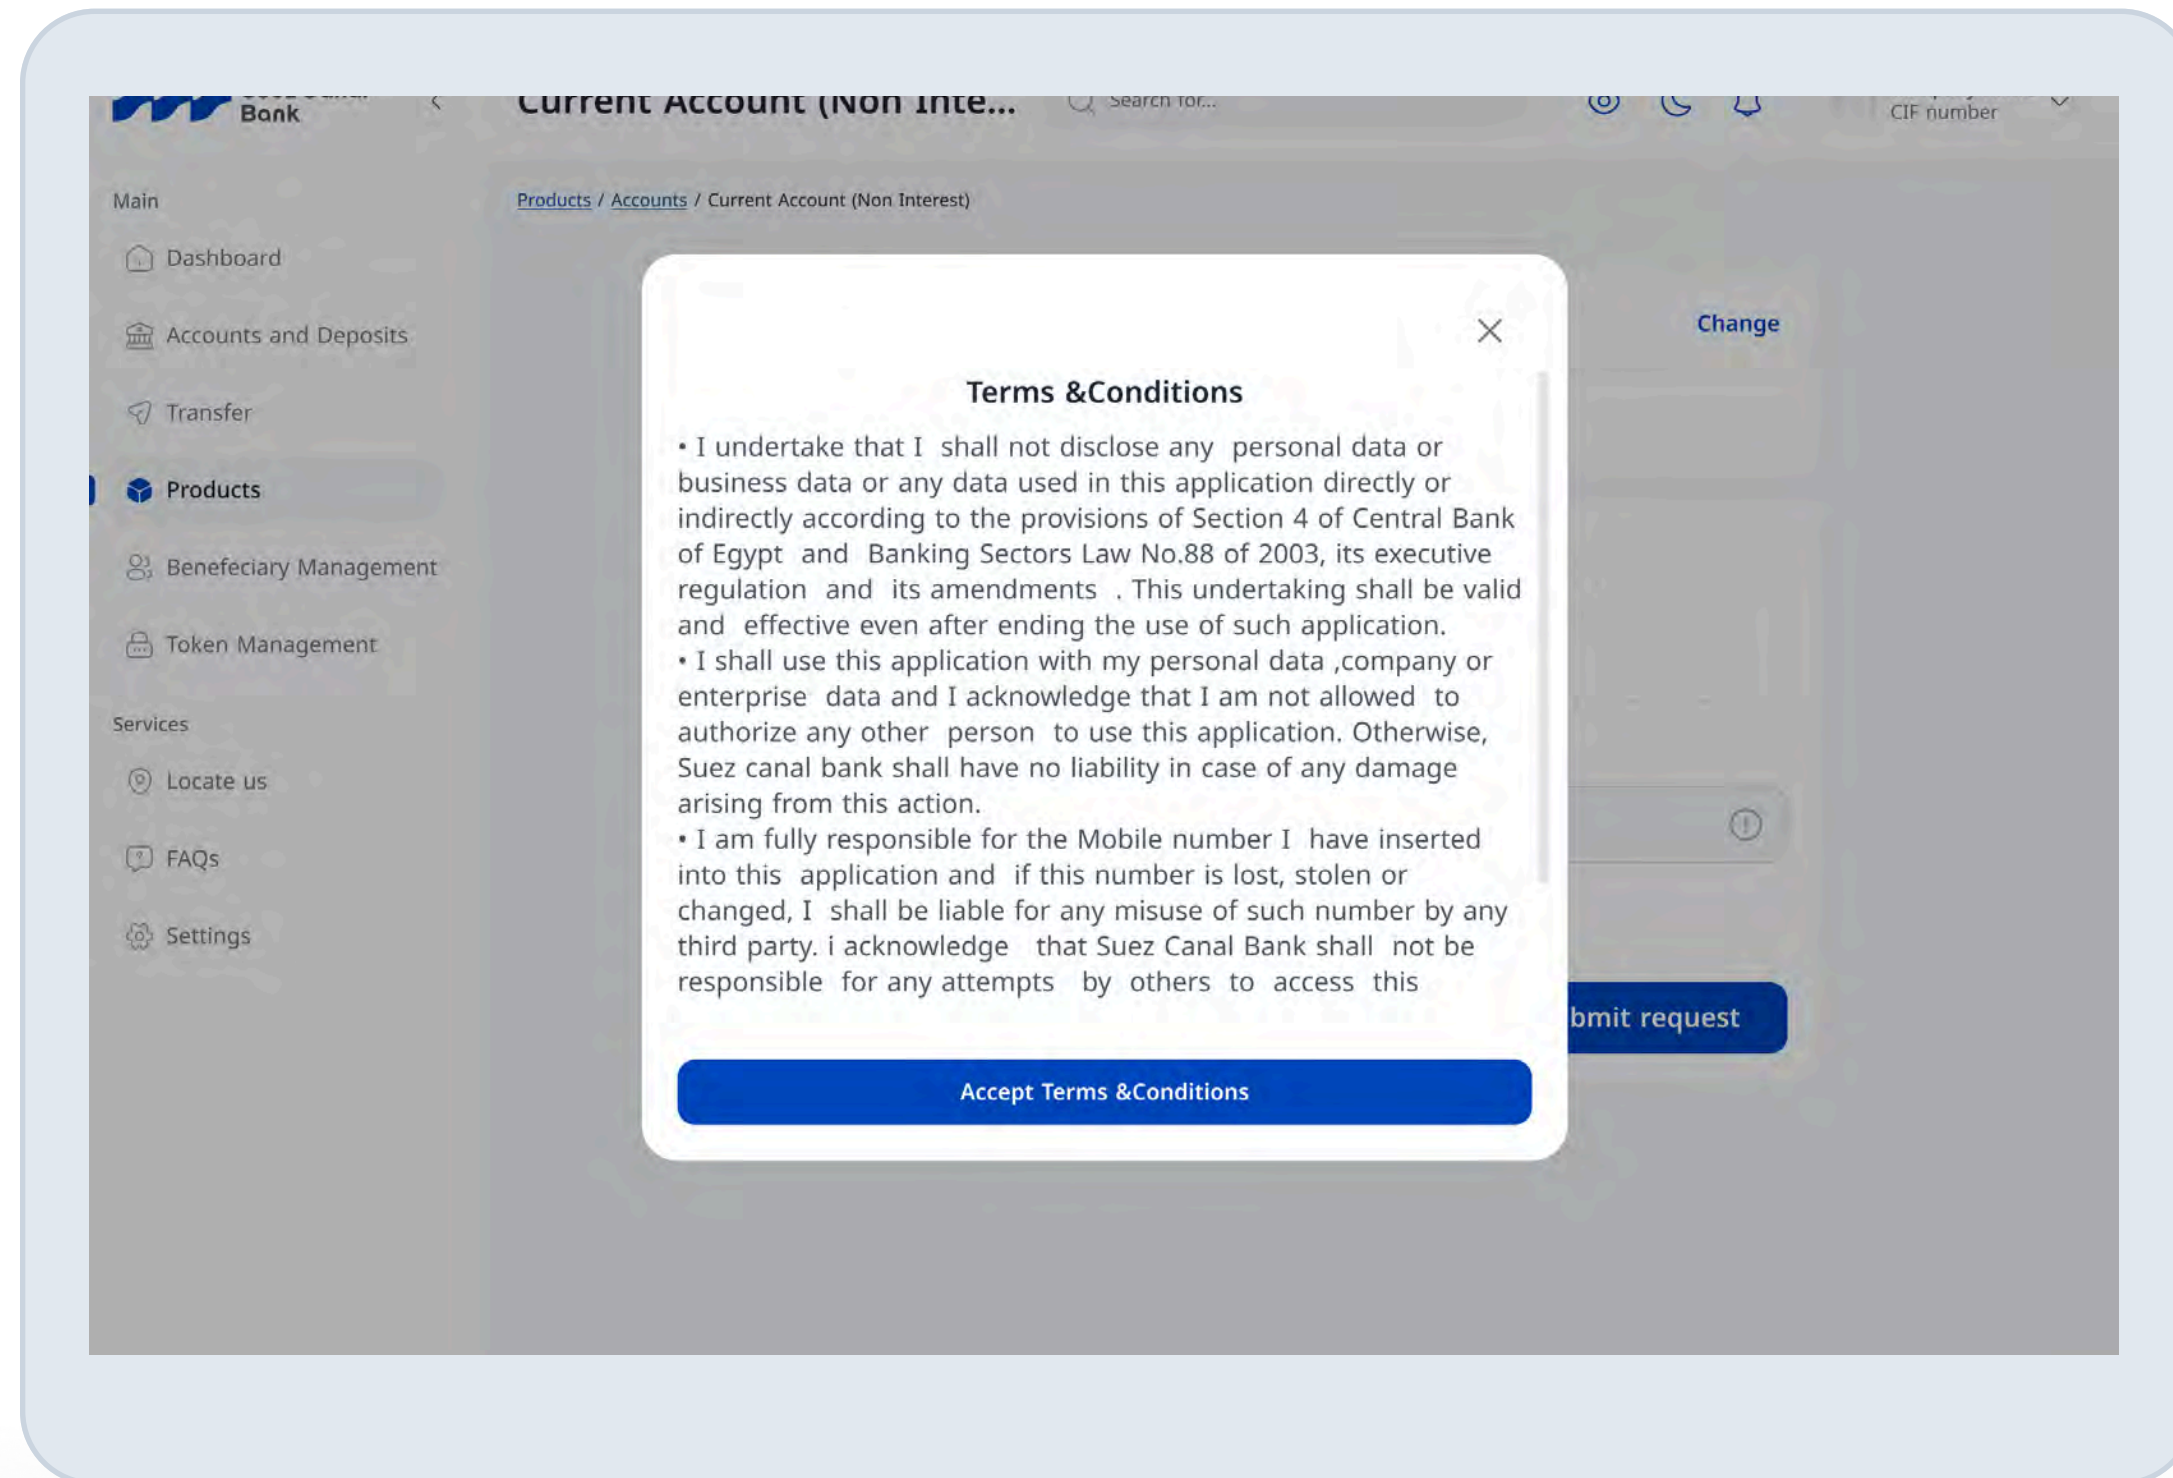 Bank
Current Account (Non Inte...
Search for...
CIF number
Main
Products / Accounts / Current Account (Non Interest)
Dashboard
Accounts and Deposits
Transfer
Products
Benefeciary Management
Token Management
Services
Locate us
FAQs
Settings
Change
Terms &Conditions
• I undertake that I shall not disclose any personal data or
business data or any data used in this application directly or
indirectly according to the provisions of Section 4 of Central Bank
of Egypt and Banking Sectors Law No.88 of 2003, its executive
regulation and its amendments . This undertaking shall be valid
and effective even after ending the use of such application.
• I shall use this application with my personal data ,company or
enterprise data and I acknowledge that I am not allowed to
authorize any other person to use this application. Otherwise,
Suez canal bank shall have no liability in case of any damage
arising from this action.
• I am fully responsible for the Mobile number I have inserted
into this application and if this number is lost, stolen or
changed, I shall be liable for any misuse of such number by any
third party. i acknowledge that Suez Canal Bank shall not be
responsible for any attempts by others to access this
bmit request
Accept Terms &Conditions